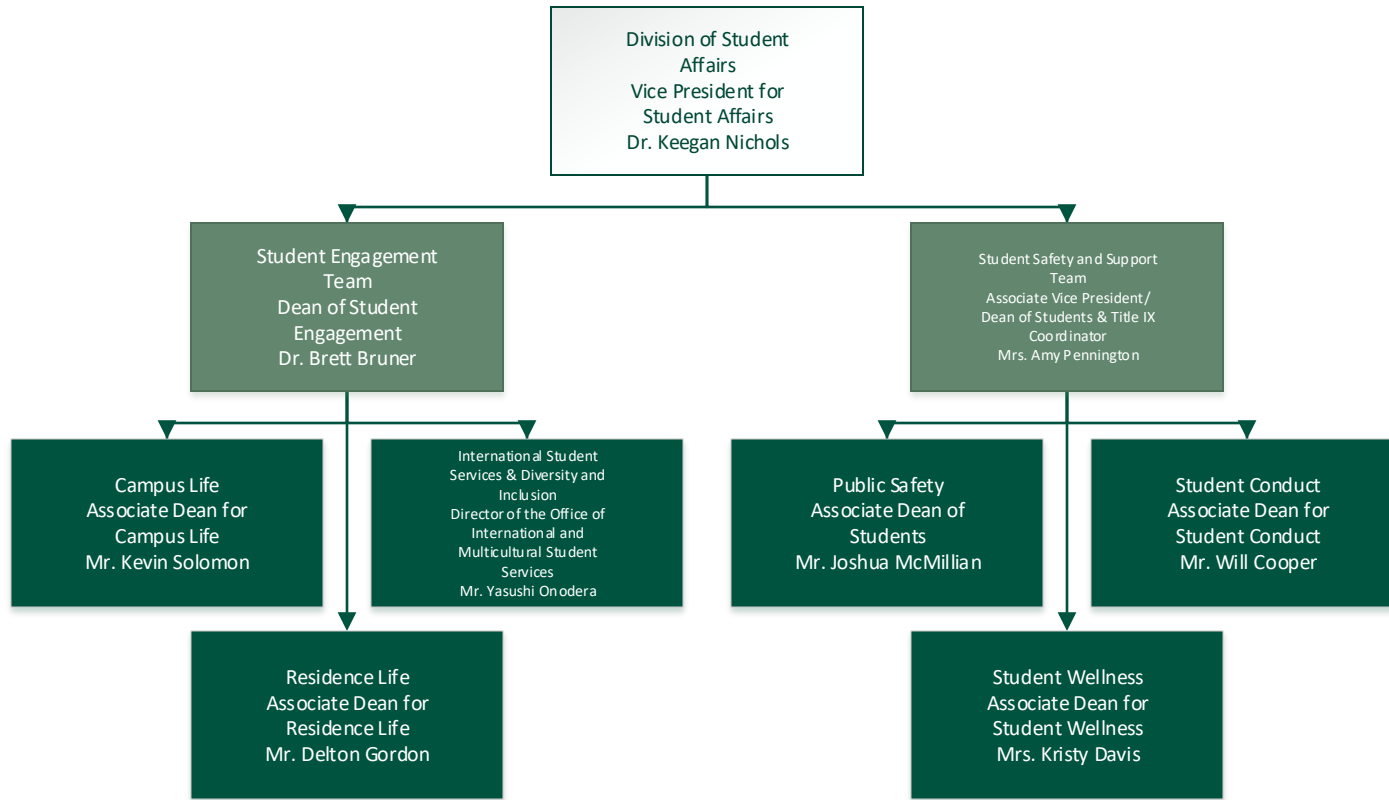 Division of Student
Affairs
Vice President for
Student Affairs
Dr. Keegan Nichols
Student Engagement
Team
Dean of Student
Engagement
Dr. Brett Bruner
Student Safety and Support
Team
Associate Vice President/
Dean of Students & Title IX
Coordinator
Mrs. Amy Pennington
Campus Life
Associate Dean for
Campus Life
Mr. Kevin Solomon
International Student
Services & Diversity and
Inclusion
Director of the Office of
International and
Multicultural Student
Services
Mr. Yasushi Onodera
Public Safety
Associate Dean of
Students
Mr. Joshua McMillian
Student Conduct
Associate Dean for
Student Conduct
Mr. Will Cooper
Residence Life
Associate Dean for
Residence Life
Mr. Delton Gordon
Student Wellness
Associate Dean for
Student Wellness
Mrs. Kristy Davis